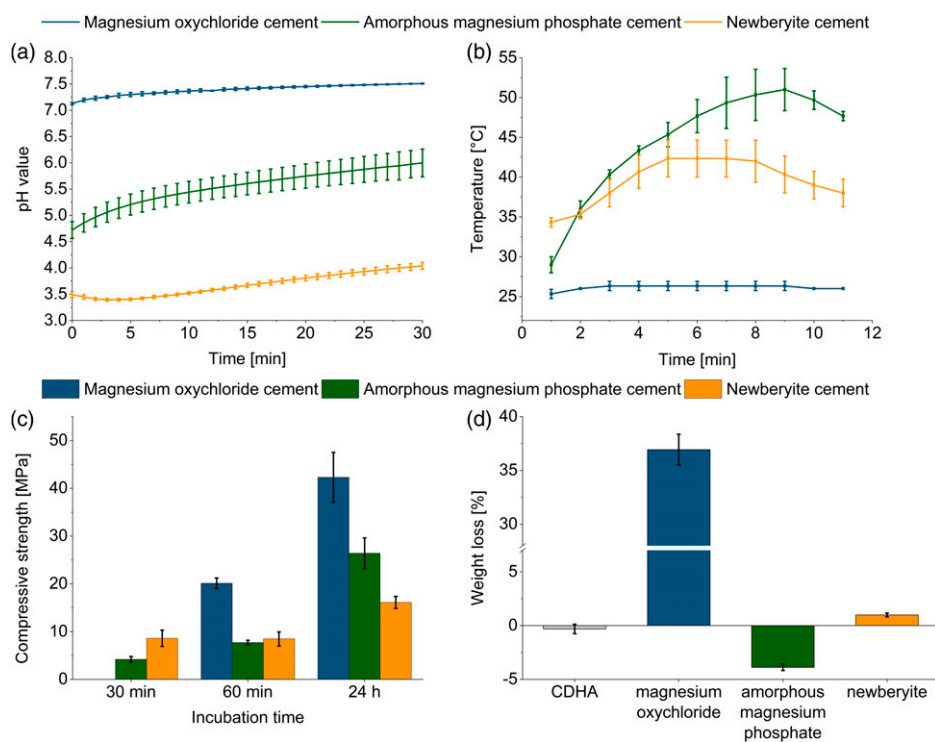 Magnesium oxychloride cement Amorphous magnesium phosphate cement Newberyite cement
(a)
8.0
7.5
7.0
6.5
6.0
5.5
5.0
4.5
4.0
3.5
3.0
pH value
0 5 10 15 20 25 30
Time [min]
(b)
55
50
45
40
35
30
25
Temperature [°C]
0 2 4 6 8 10 12
Time [min]
Magnesium oxychloride cement Amorphous magnesium phosphate cement Newberyite cement
(c)
50
40
30
20
10
0
Compressive strength [MPa]
30 min 60 min 24 h
Incubation time
(d)
40
35
30
5
0
-5
Weight loss [%]
CDHA magnesium amorphous newberyite
oxychloride magnesium
phosphate